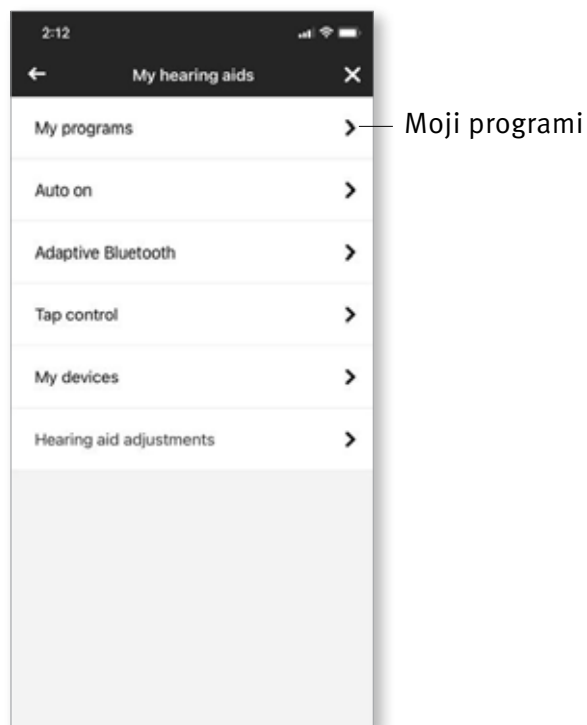 2:12
My hearing aids
My programs
Moji programi
Auto on
Adaptive Bluetooth
Tap control
My devices
Hearing aid adjustments